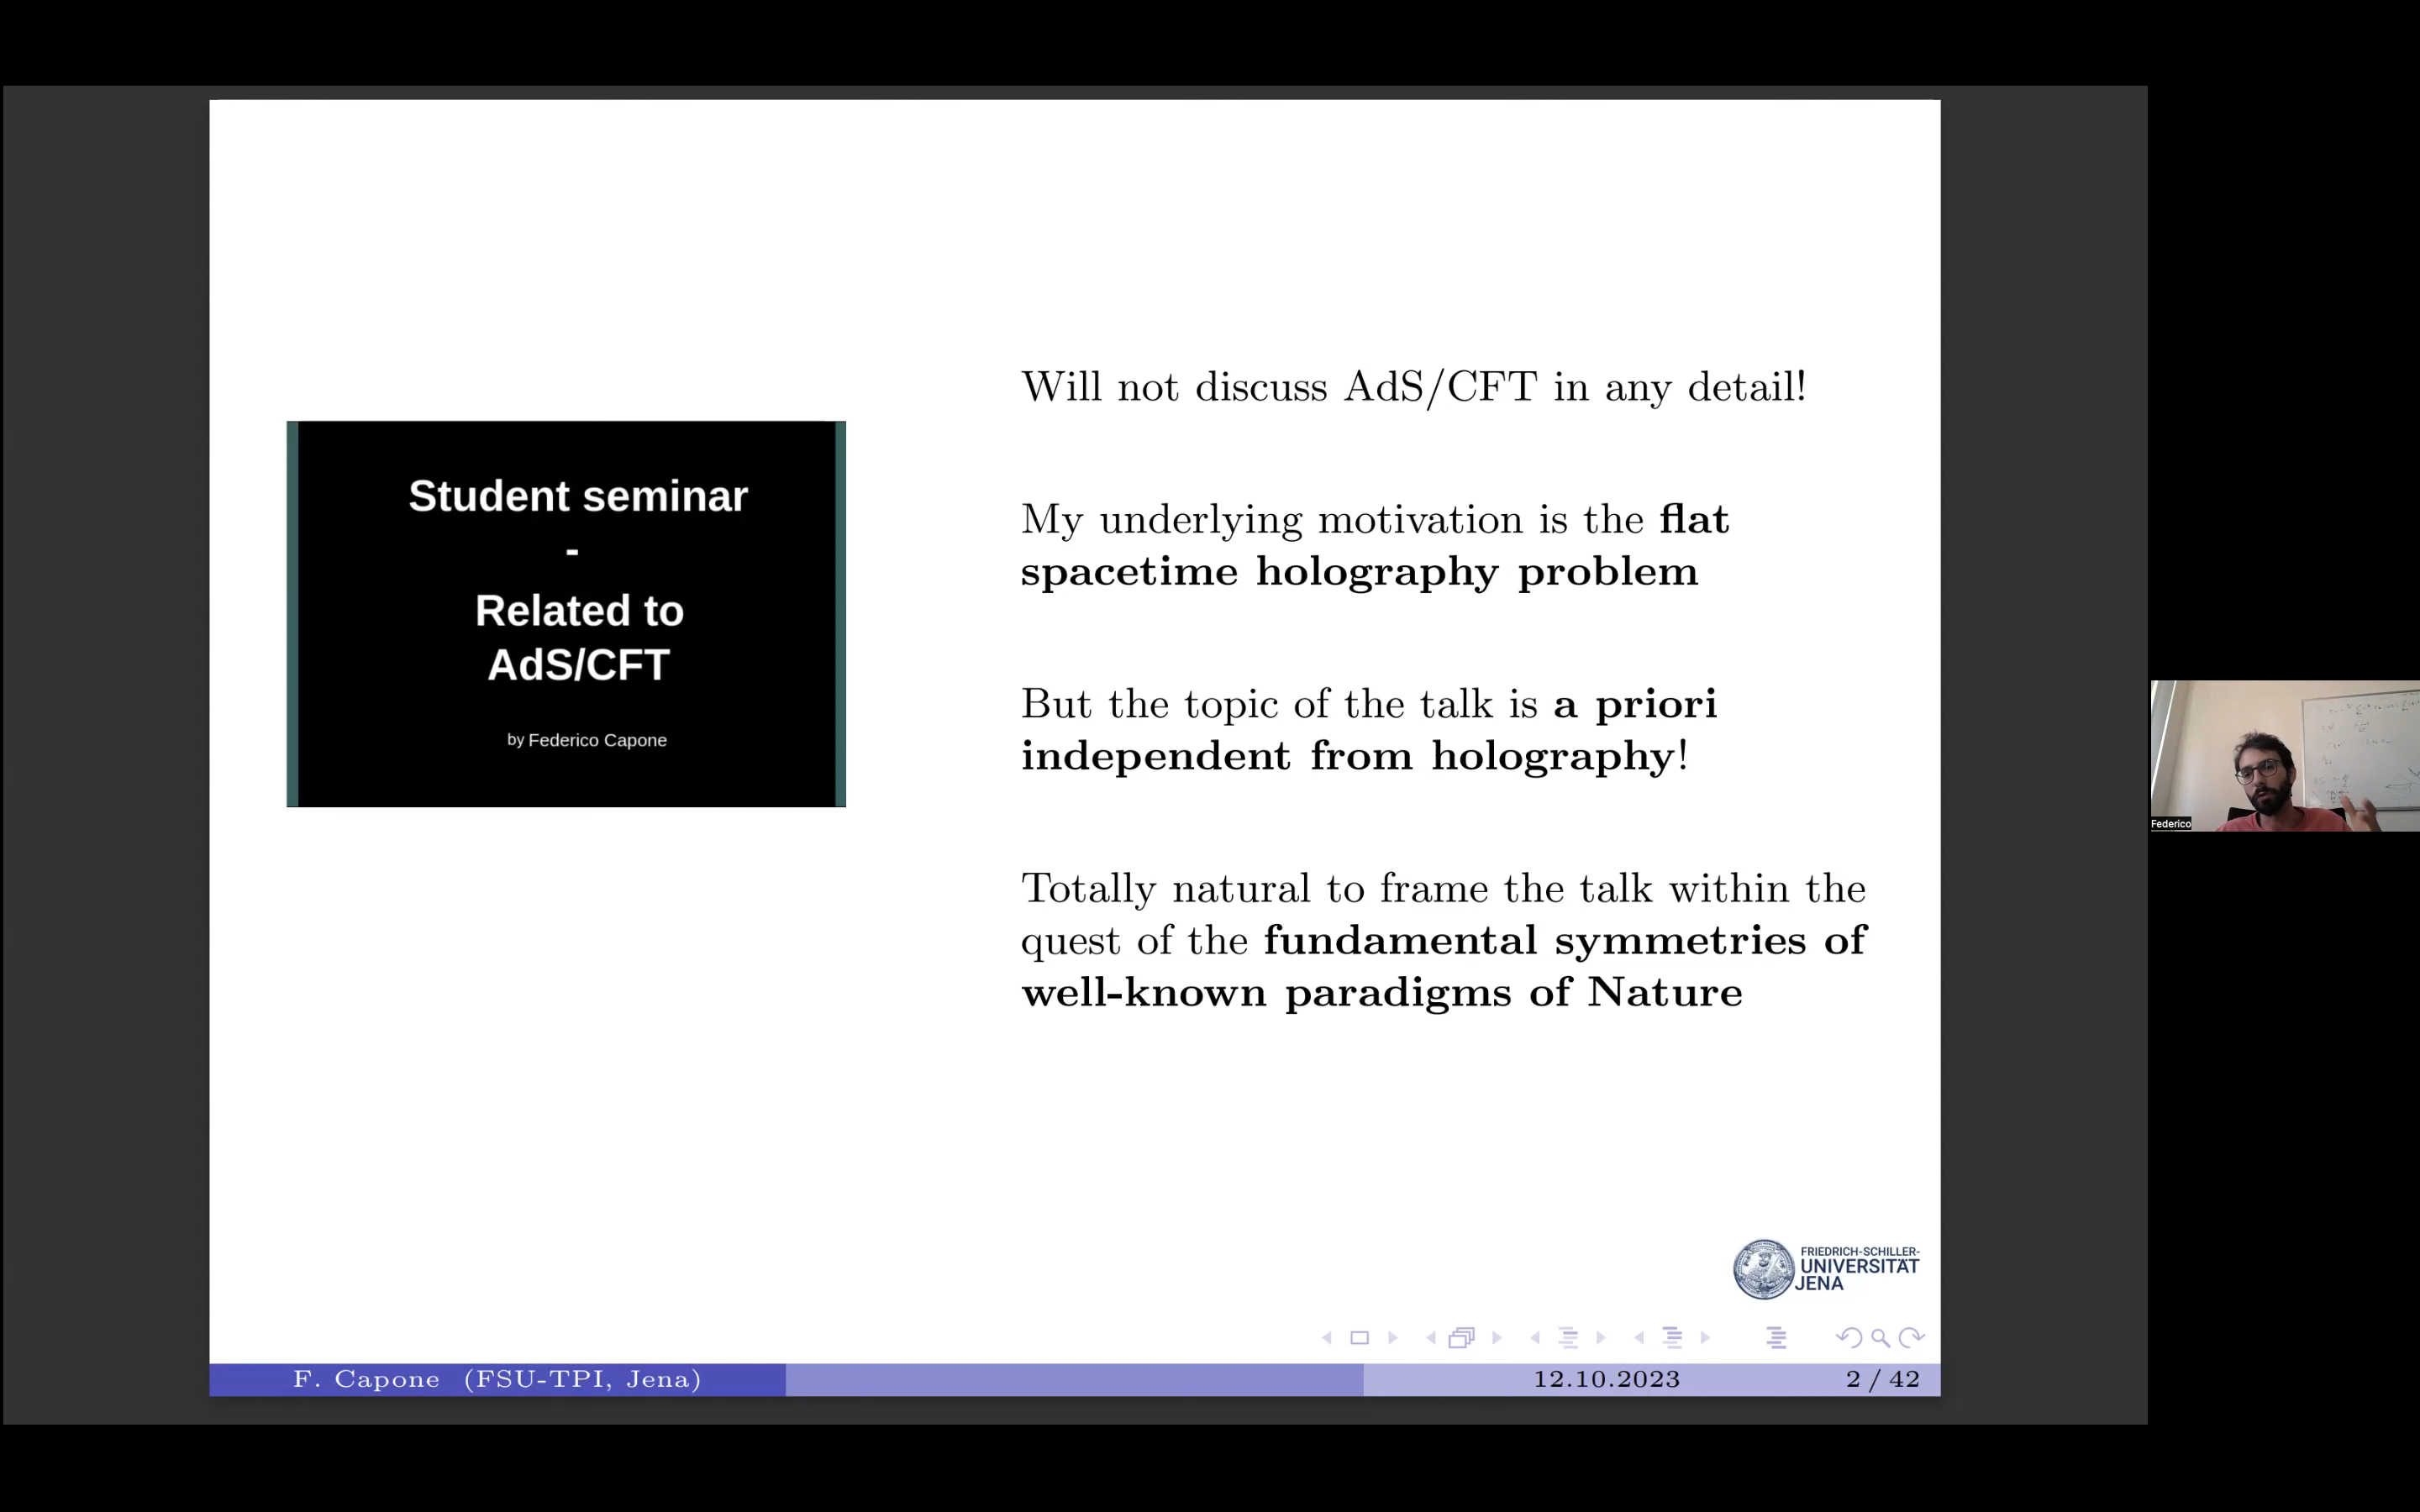 Student seminar
-
Related to
AdS/CFT
by Federico Capone
Will not discuss AdS/CFT in any detail!
My underlying motivation is the flat
spacetime holography problem
But the topic of the talk is a priori
independent from holography!
Totally natural to frame the talk within the
quest of the fundamental symmetries of
well-known paradigms of Nature
Federico
FRIEDRICH-SCHILLER-
UNIVERSITÄT
JENA
F. Capone (FSU-TPI, Jena)
12.10.2023
2 / 42